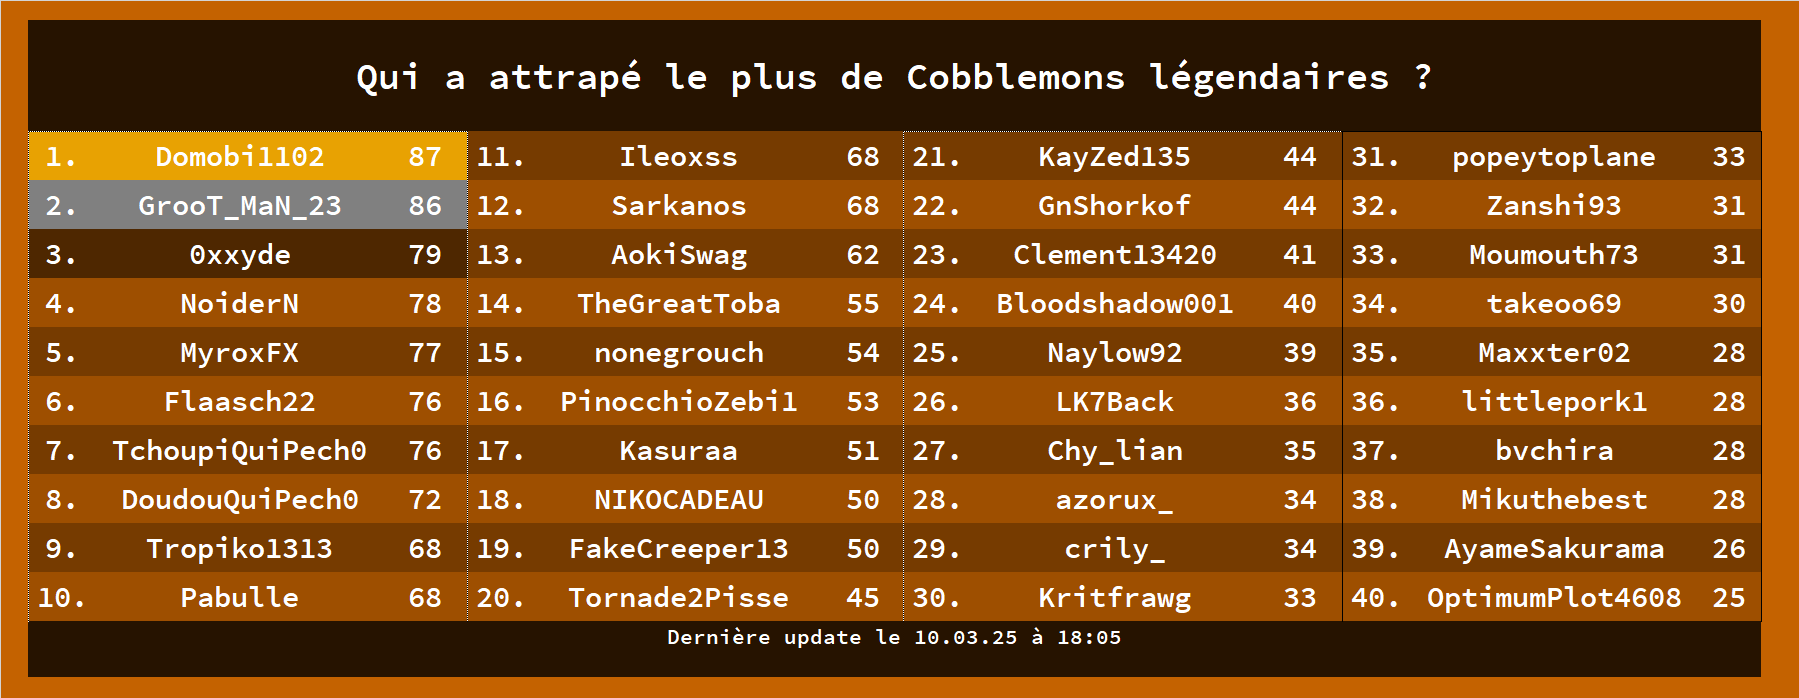 Qui a attrapé le plus de Cobblemons légendaires ?
1. Domobi1102 87 11. Ileoxss 68 21. KayZed135 44 31. popeytoplane 33
2. GrooT_MaN_23 86 12. Sarkanos 68 22. GnShorkof 44 32. Zanshi93 31
3. 0xxyde 79 13. AokiSwag 62 23. Clement13420 41 33. Moumouth73 31
4. NoiderN 78 14. TheGreatToba 55 24. Bloodshadow001 40 34. takeoo69 30
5. MyroxFX 77 15. nonegrouch 54 25. Naylow92 39 35. Maxxter02 28
6. Flaasch22 76 16. PinocchioZebi1 53 26. LK7Back 36 36. littlepork1 28
7. TchoupiQuiPech0 76 17. Kasuraa 51 27. Chy_lian 35 37. bvchira 28
8. DoudouQuiPech0 72 18. NIKOCADEAU 50 28. azorux_ 34 38. Mikuthebest 28
9. Tropiko1313 68 19. FakeCreeper13 50 29. crily_ 34 39. AyameSakurama 26
10. Pabulle 68 20. Tornade2Pisse 45 30. Kritfrawg 33 40. OptimumPlot4608 25
Dernière update le 10.03.25 à 18:05